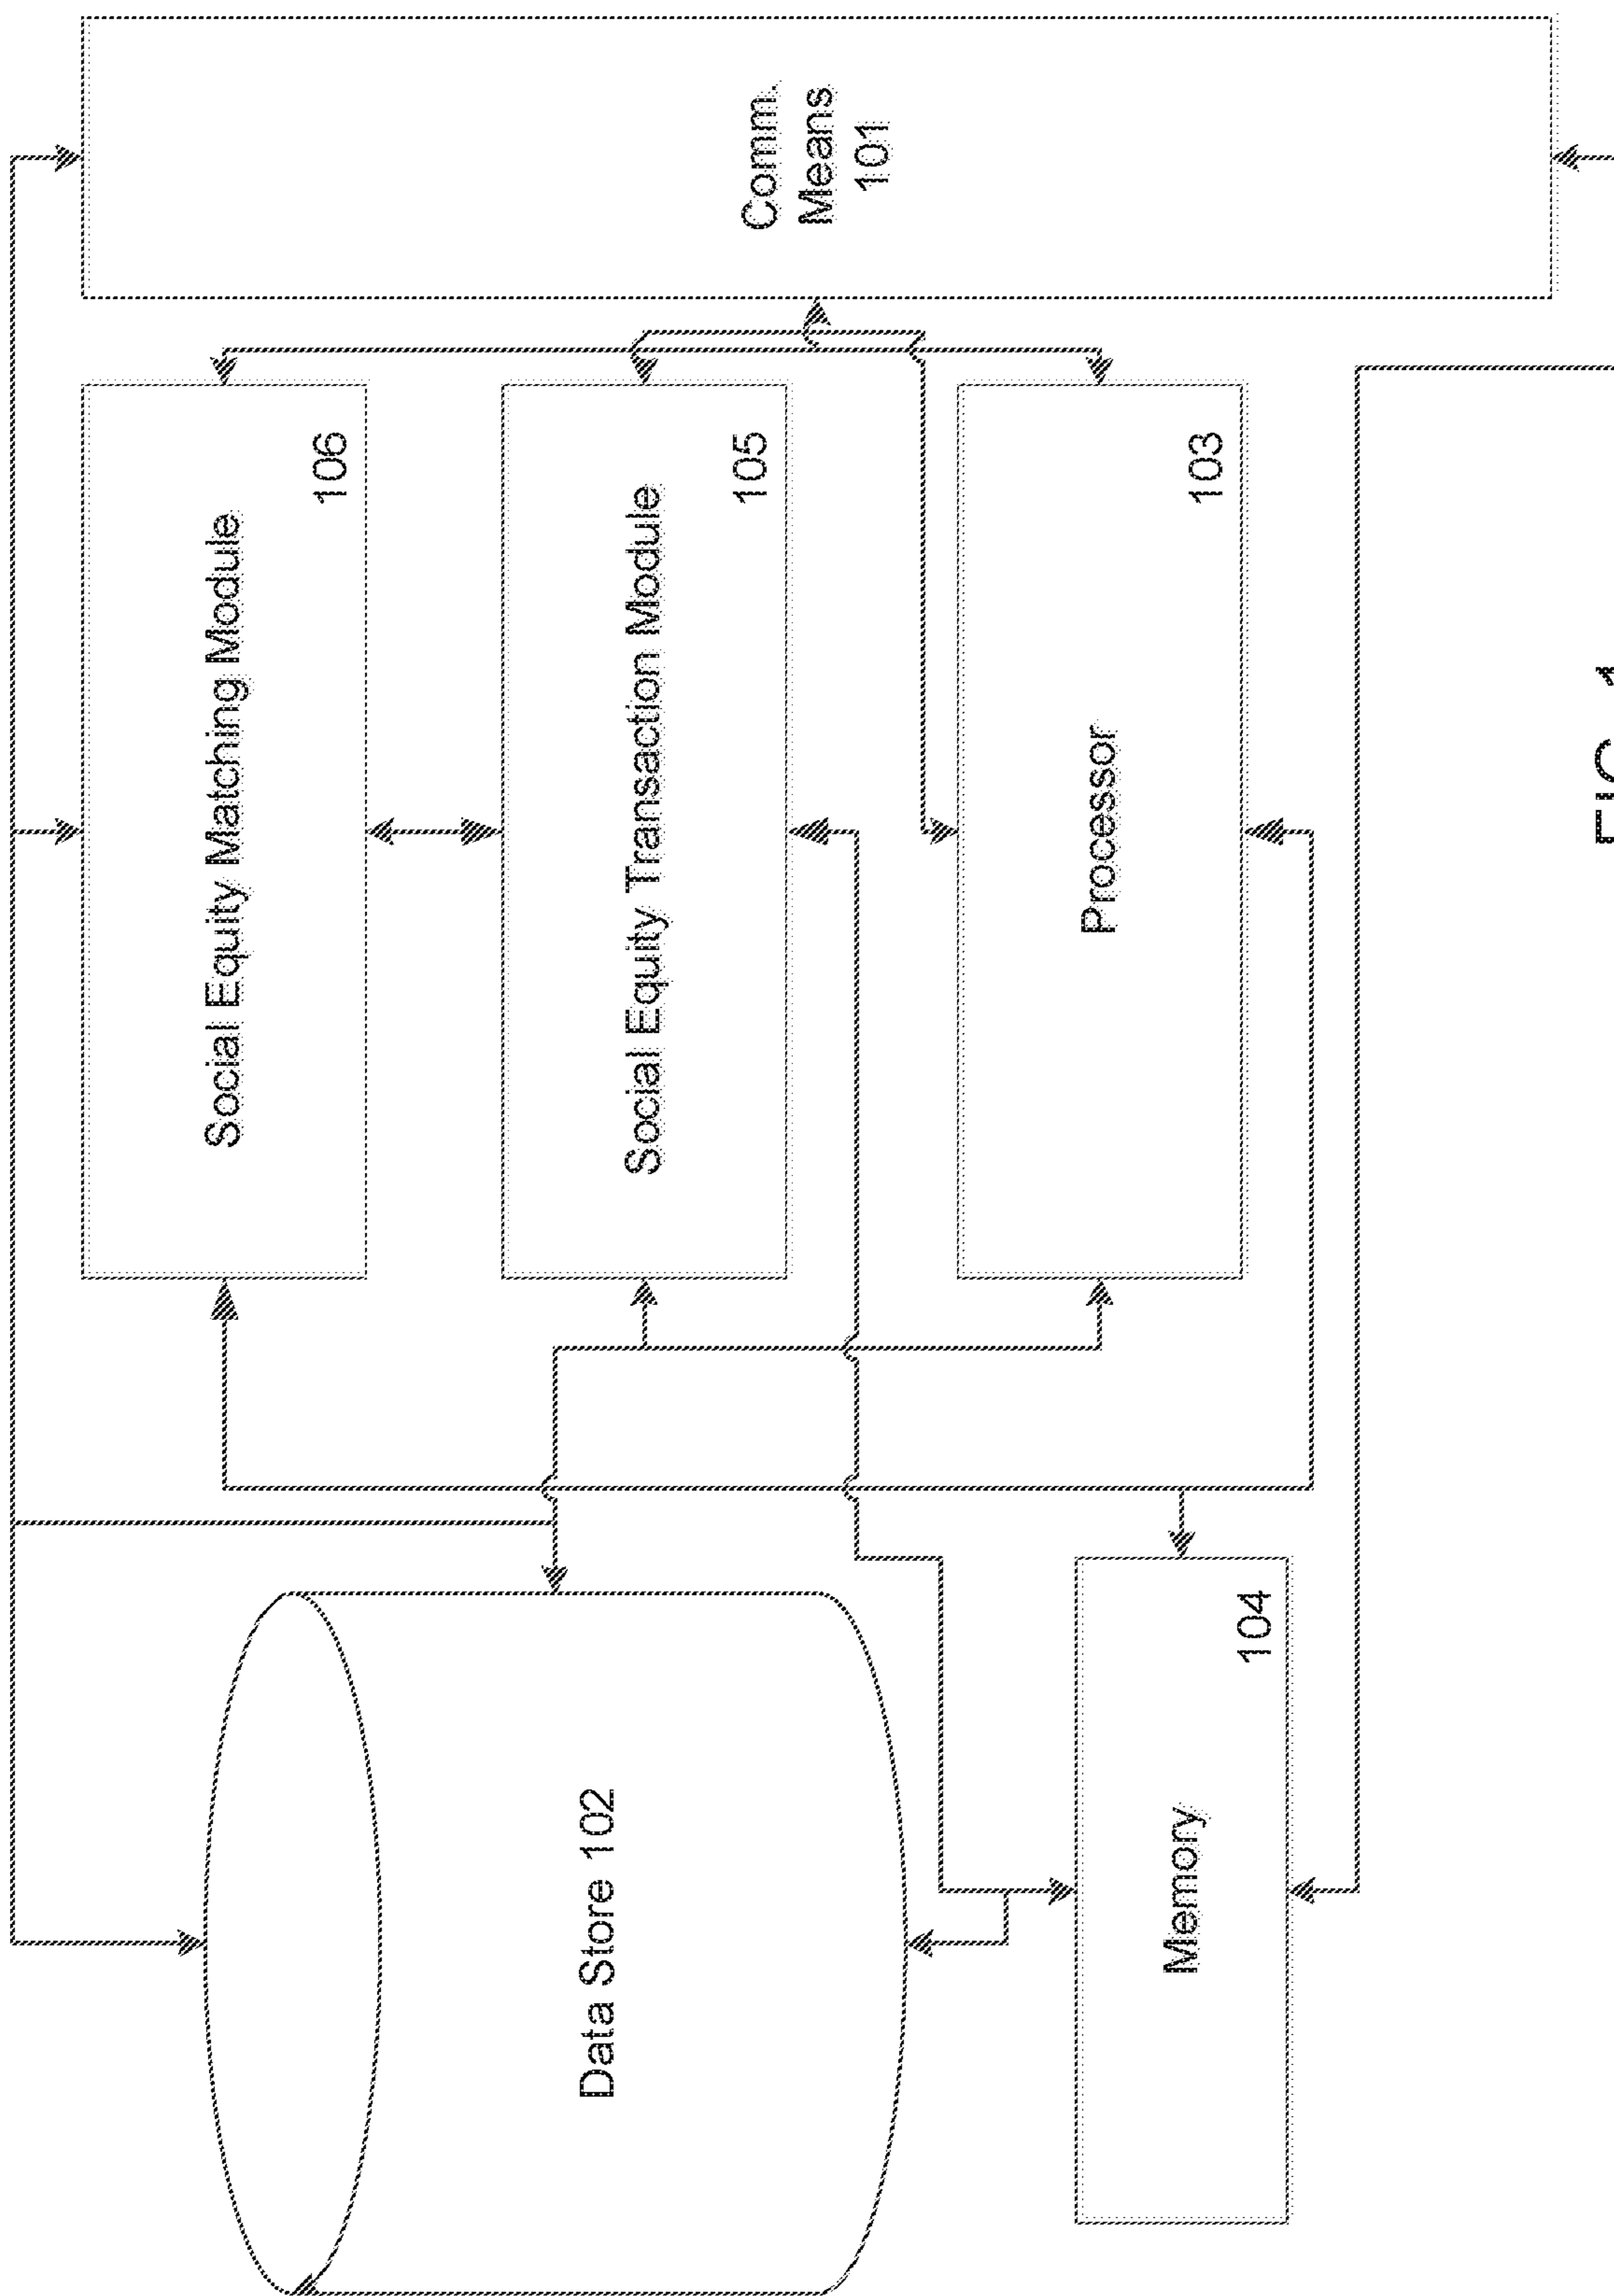 Data Store 102
Memory
104
Social Equity Matching Module
106
Social Equity Transaction Module
105
Processor
103
Comm.
Means
101